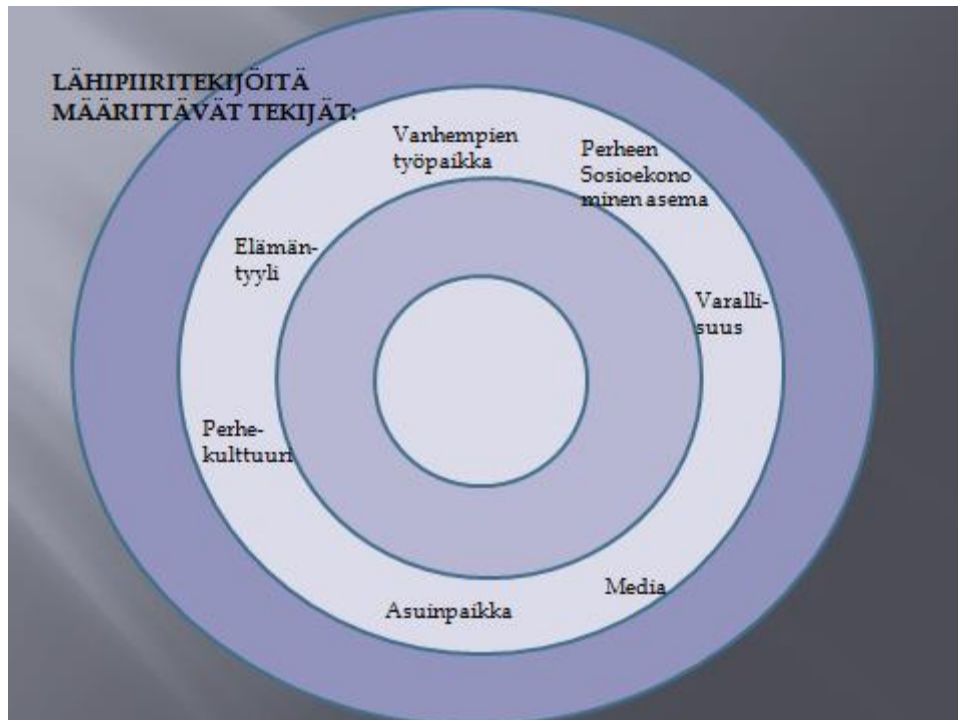 LÄHIPIIRITEKIJÖITÄ
MÄÄRITTÄVÄT TEKIJÄT:
Vanhempien
työpaikka
Perheen
Sosioekono
minen asema
Elämän-
tyyli
Varalli-
suus
Perhe-
kulttuuri
Media
Asuinpaikka